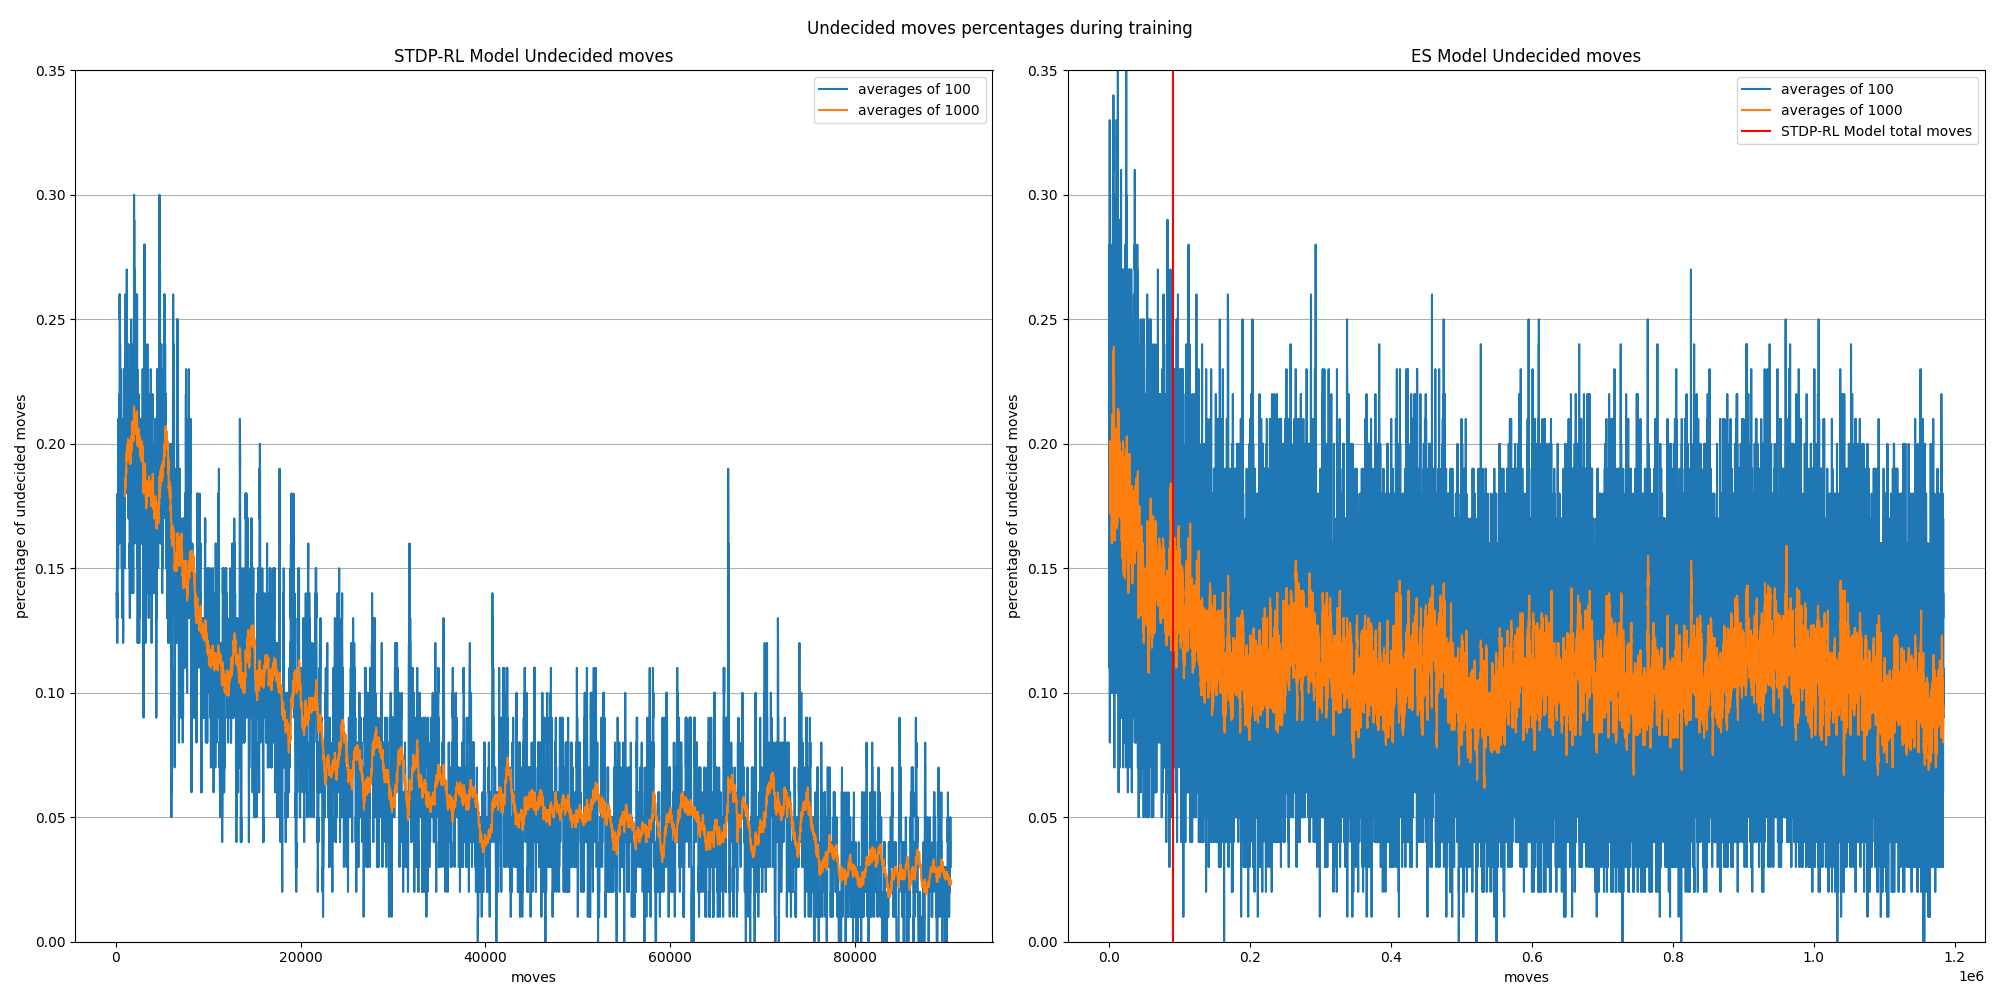 Undecided moves percentages during training
STDP-RL Model Undecided moves
percentage of undecided moves
0.35
0.30
0.25
0.20
0.15
0.10
0.05
0.00
averages of 100
averages of 1000
0
20000
40000
60000
80000
moves
ES Model Undecided moves
percentage of undecided moves
0.35
0.30
0.25
0.20
0.15
0.10
0.05
0.00
averages of 100
averages of 1000
STDP-RL Model total moves
0.0
0.2
0.4
0.6
0.8
1.0
1.2
1e6
moves